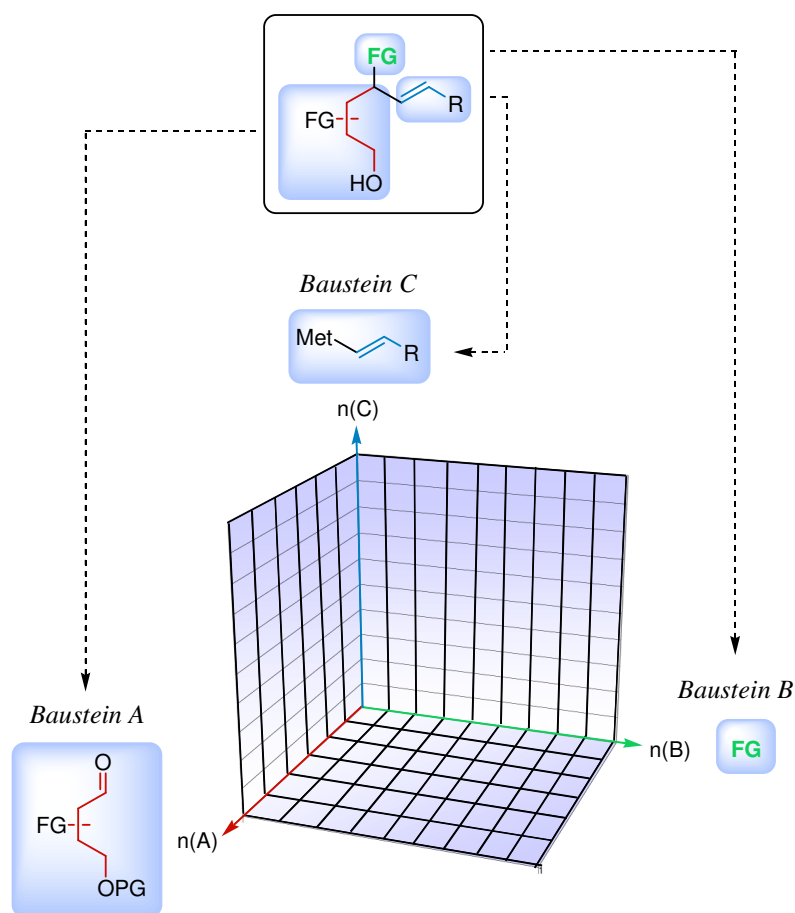 FG
R
FG
HO
Baustein C
Met
R
n(C)
Baustein B
FG
n(B)
Baustein A
O
FG
n(A)
OPG